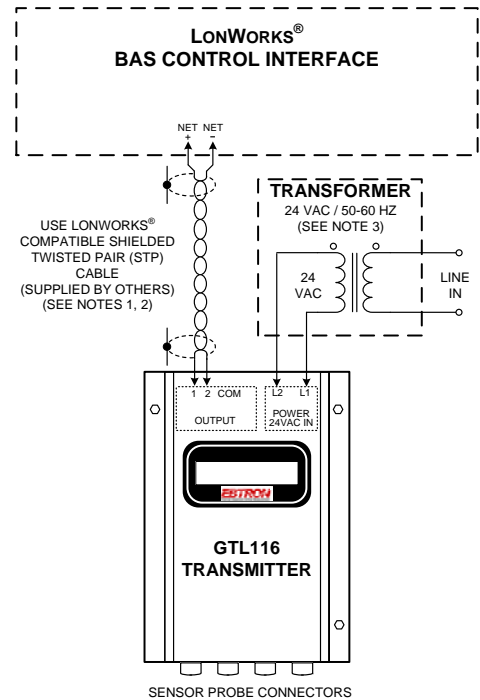 LONWORKS®
BAS CONTROL INTERFACE
NET NET
+ -
TRANSFORMER
24 VAC / 50-60 HZ
(SEE NOTE 3)
USE LONWORKS®
COMPATIBLE SHIELDED
TWISTED PAIR (STP)
CABLE
(SUPPLIED BY OTHERS)
(SEE NOTES 1, 2)
24
VAC
LINE
IN
1 2 COM
OUTPUT
L2 L1
POWER
24VAC IN
EBTRON
GTL116
TRANSMITTER
SENSOR PROBE CONNECTORS